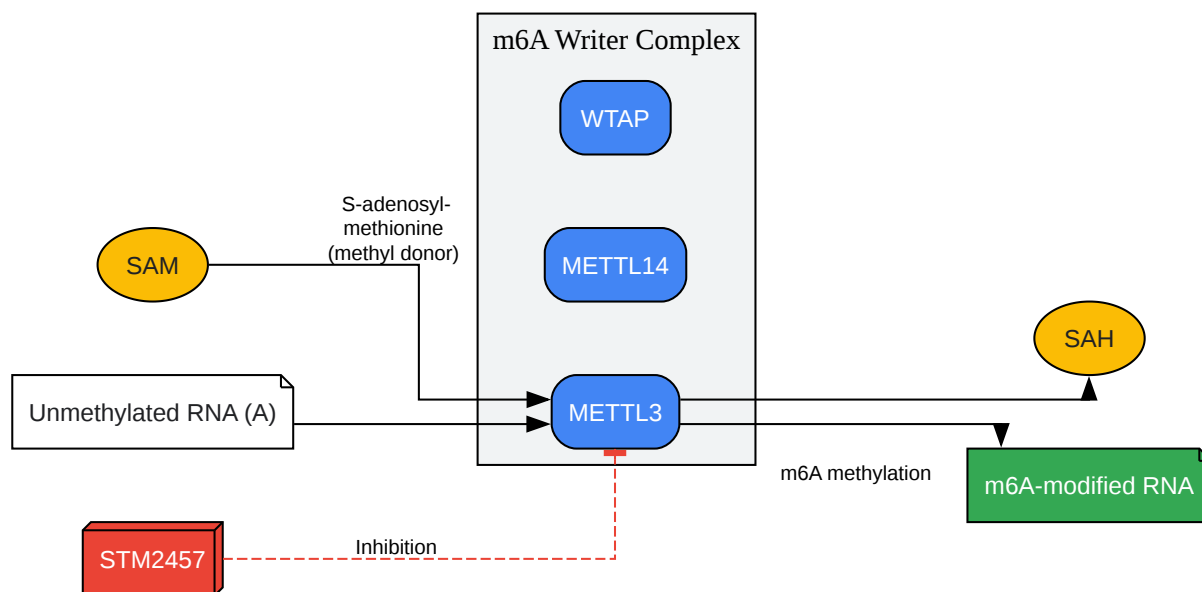 m6A Writer Complex
WTAP
S-adenosyl-
methionine
(methyl donor)
SAM
METTL14
SAH
Unmethylated RNA (A)
METTL3
m6A methylation
m6A-modified RNA
STM2457
Inhibition